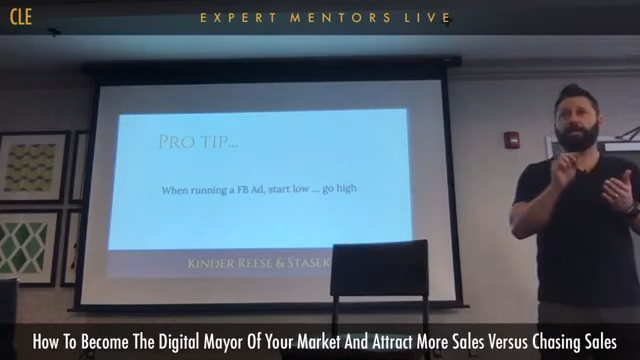 CLE
EXPERT MENTORS LIVE
PRO TIP...
When running a FB Ad, start low ... go high
KINDER REESE & STASEK
How To Become The Digital Mayor Of Your Market And Attract More Sales Versus Chasing Sales